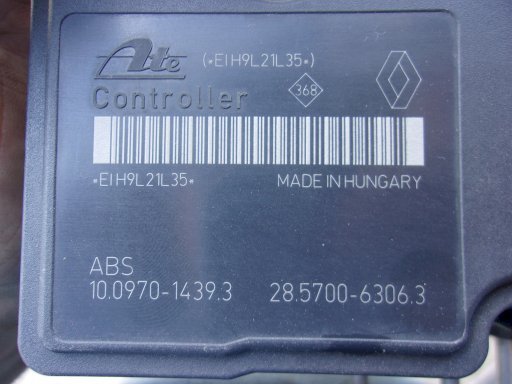 Ate (*EIH9L21L35*)
Controller 368
*EIH9L21L35* MADE IN HUNGARY
ABS
10.0970-1439.3 28.5700-6306.3